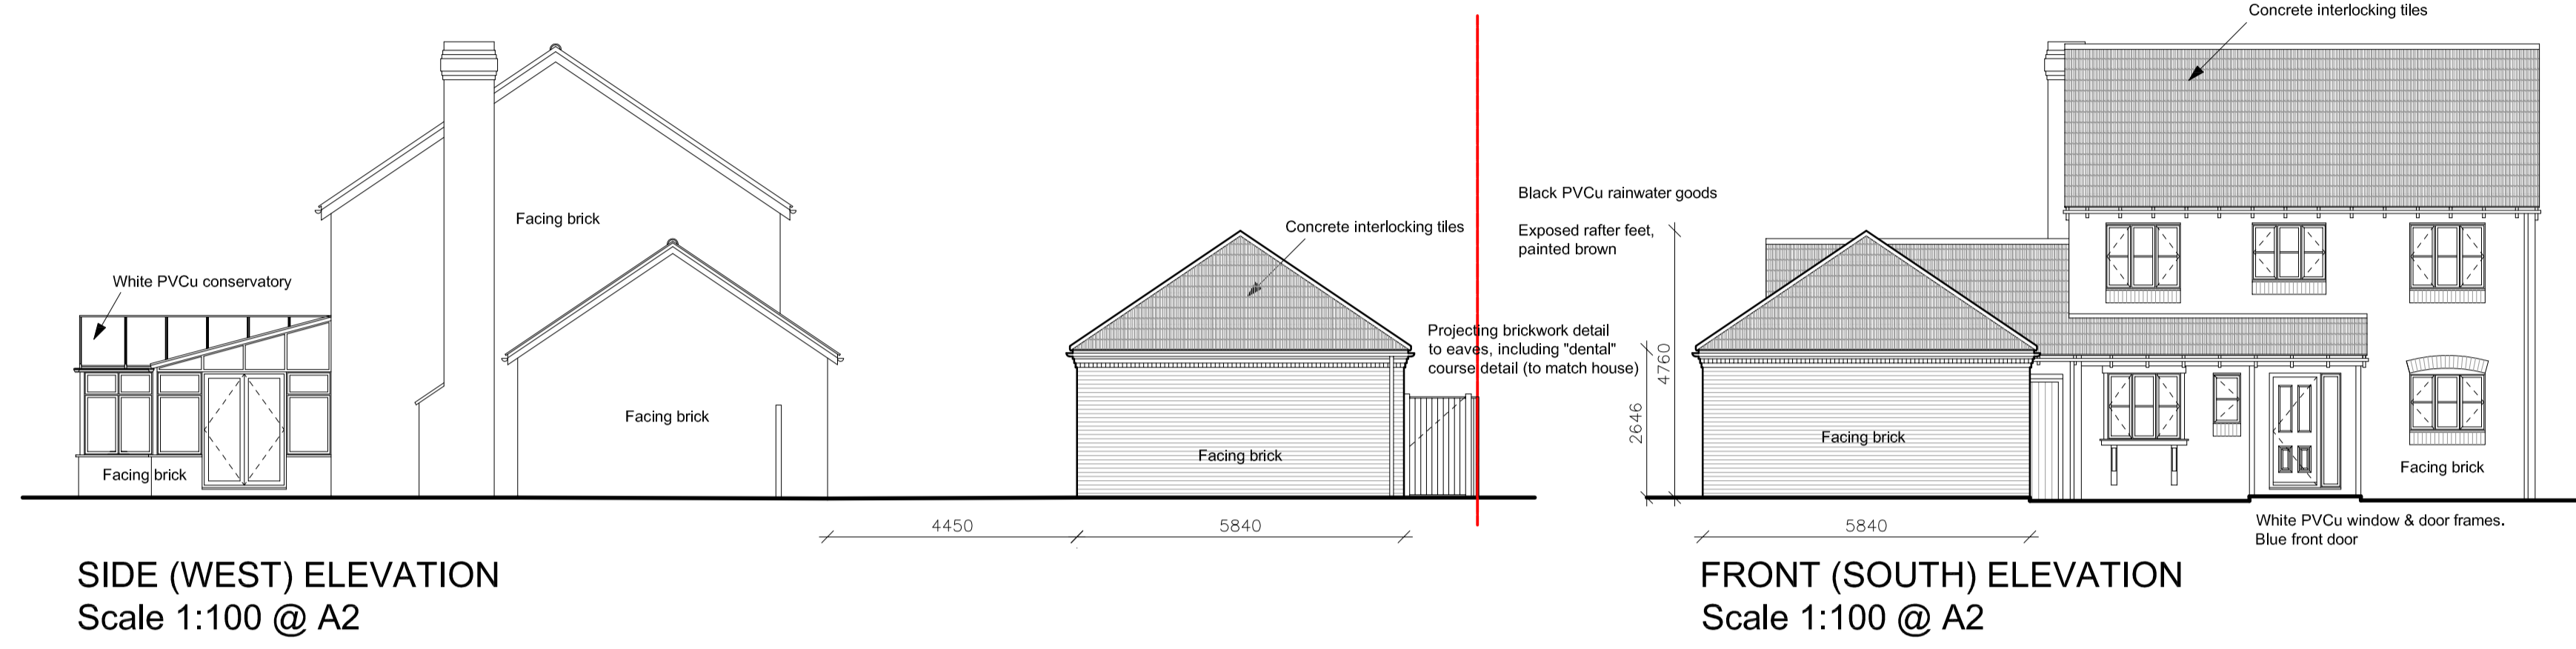 Concrete interlocking tiles
Facing brick
White PVCu conservatory
Concrete interlocking tiles
Facing brick
Facing brick
Facing brick
Black PVCu rainwater goods
Exposed rafter feet,
painted brown
Projecting brickwork detail
to eaves, including "dental"
course detail (to match house)
4760
2646
Facing brick
Facing brick
4450
5840
5840
White PVCu window & door frames.
Blue front door
SIDE (WEST) ELEVATION
Scale 1:100 @ A2
FRONT (SOUTH) ELEVATION
Scale 1:100 @ A2